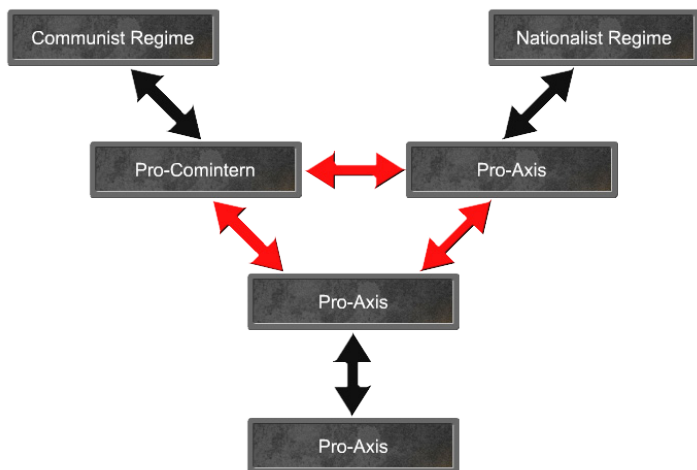 Communist Regime
Nationalist Regime
Pro-Comintern
Pro-Axis
Pro-Axis
Pro-Axis